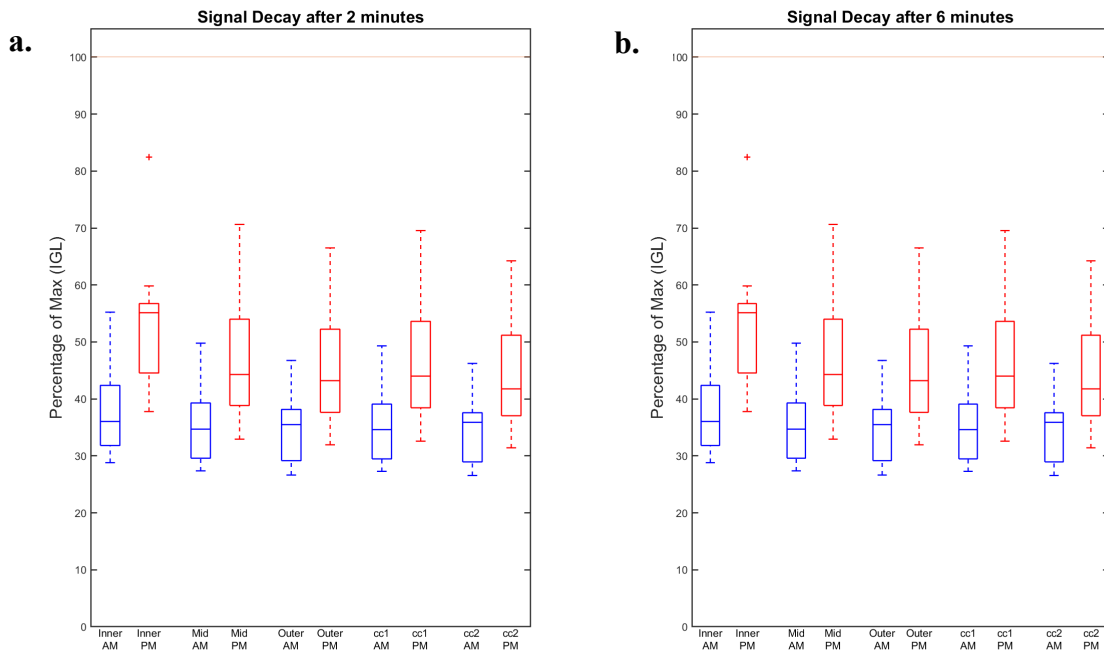 a.
Signal Decay after 2 minutes
Percentage of Max (IGL)
100
90
80
70
60
50
40
30
20
10
0
Inner AM
Inner PM
Mid AM
Mid PM
Outer AM
Outer PM
cc1 AM
cc1 PM
cc2 AM
cc2 PM
b.
Signal Decay after 6 minutes
Percentage of Max (IGL)
100
90
80
70
60
50
40
30
20
10
0
Inner AM
Inner PM
Mid AM
Mid PM
Outer AM
Outer PM
cc1 AM
cc1 PM
cc2 AM
cc2 PM